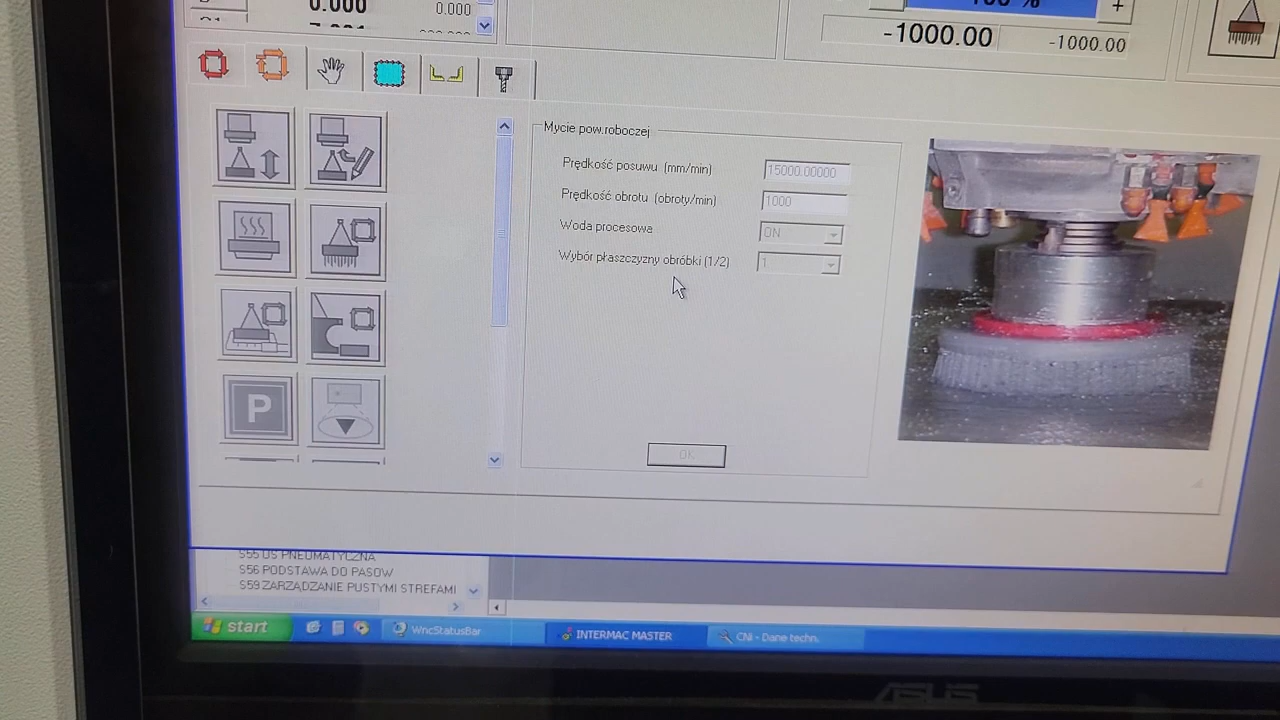 0.000
0.000
100 %
+
-1000.00
-1000.00
Mycie pow.roboczej
Prędkość posuwu (mm/min)
15000.00000
Prędkość obrotu (obroty/min)
1000
Woda procesowa
ON
Wybór płaszczyzny obróbki (1/2)
1
P
OK
S55 US PNEUMATYCZNA
S56 PODSTAWA DO PASÓW
S59 ZARZĄDZANIE PUSTYMI STREFAMI
start
WncStatusBar
INTERMAC MASTER
CNI - Dane techn.
ASUS